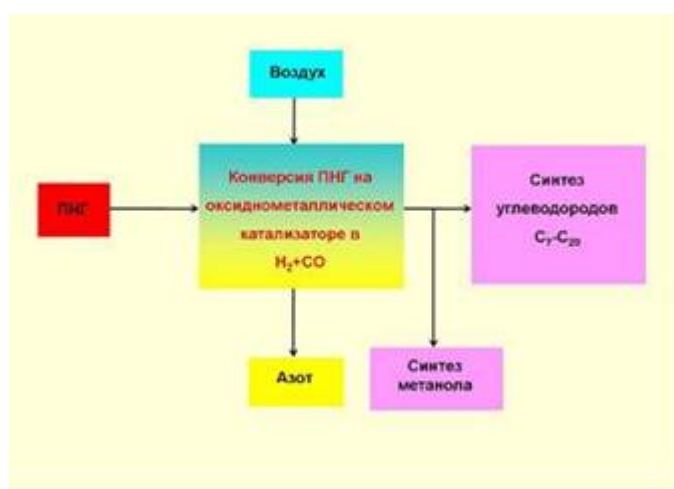 Воздух
ПНГ
Конверсия ПНГ на
оксиднометаллическом
катализаторе в
H₂+CO
Синтез
углеводородов
C₇-C₂₀
Азот
Синтез
метанола